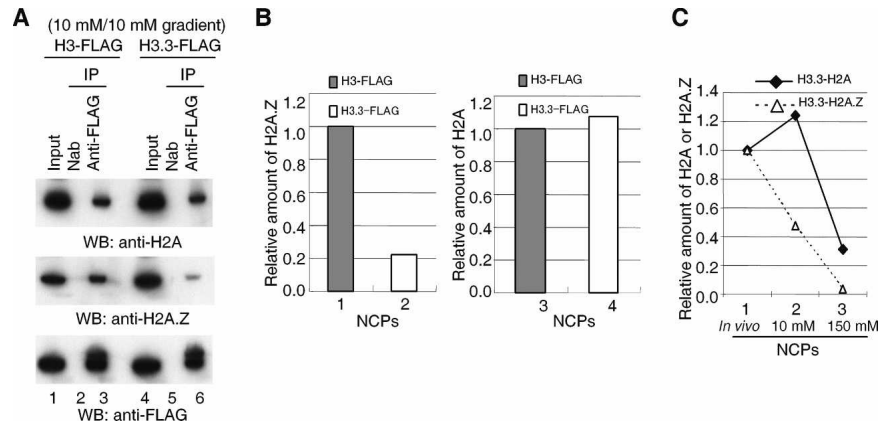 A
(10 mM/10 mM gradient)
H3-FLAG H3.3-FLAG
IP IP
Input Nab Anti-FLAG Input Nab Anti-FLAG
WB: anti-H2A
WB: anti-H2A.Z
1 2 3 4 5 6
WB: anti-FLAG
B
H3-FLAG
H3.3–FLAG
Relative amount of H2A.Z
1.2
1.0
0.8
0.6
0.4
0.2
0.0
1 2
NCPs
H3-FLAG
H3.3–FLAG
Relative amount of H2A
1.2
1.0
0.8
0.6
0.4
0.2
0.0
3 4
NCPs
C
H3.3-H2A
H3.3-H2A.Z
Relative amount of H2A or H2A.Z
1.4
1.2
1.0
0.8
0.6
0.4
0.2
0.0
1 2 3
In vivo 10 mM 150 mM
NCPs